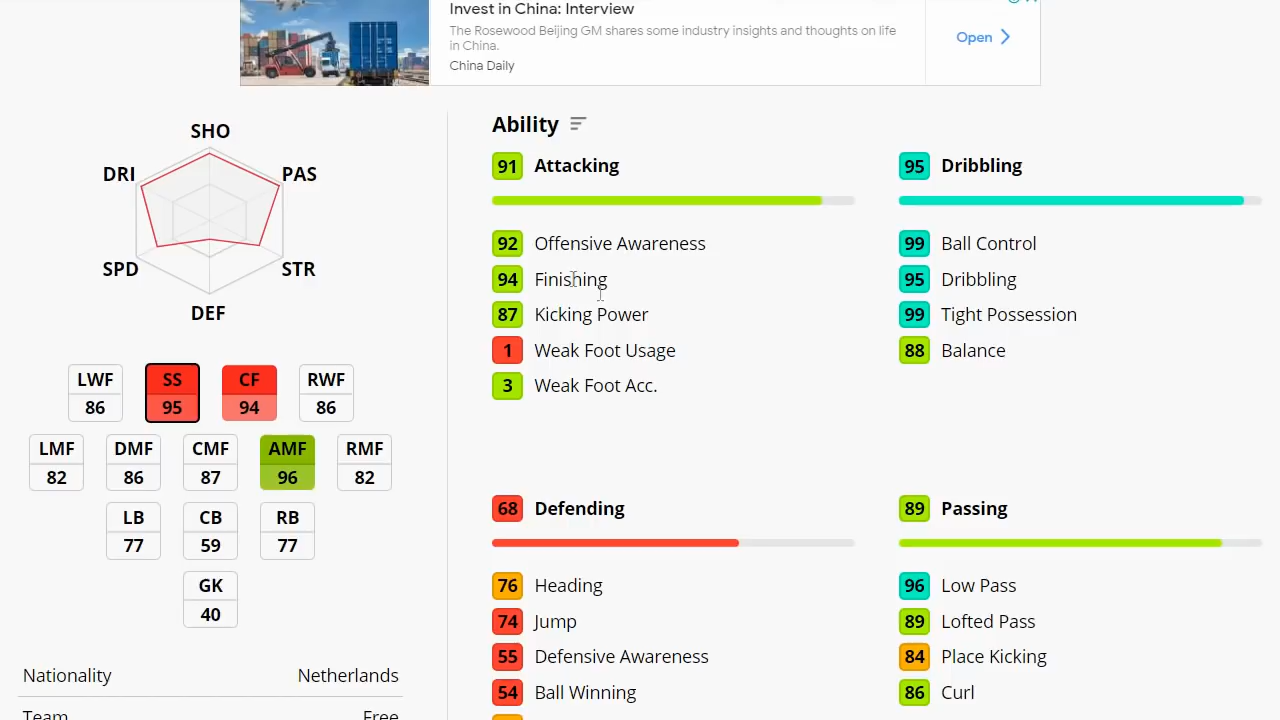 Invest in China: Interview
The Rosewood Beijing GM shares some industry insights and thoughts on life
in China.
China Daily
Open
SHO
DRI
PAS
SPD
STR
DEF
LWF
86
SS
95
CF
94
RWF
86
LMF
82
DMF
86
CMF
87
AMF
96
RMF
82
LB
77
CB
59
RB
77
GK
40
Nationality Netherlands
Team Free
Ability
91 Attacking
92 Offensive Awareness
94 Finishing
87 Kicking Power
1 Weak Foot Usage
3 Weak Foot Acc.
95 Dribbling
99 Ball Control
95 Dribbling
99 Tight Possession
88 Balance
68 Defending
76 Heading
74 Jump
55 Defensive Awareness
54 Ball Winning
89 Passing
96 Low Pass
89 Lofted Pass
84 Place Kicking
86 Curl